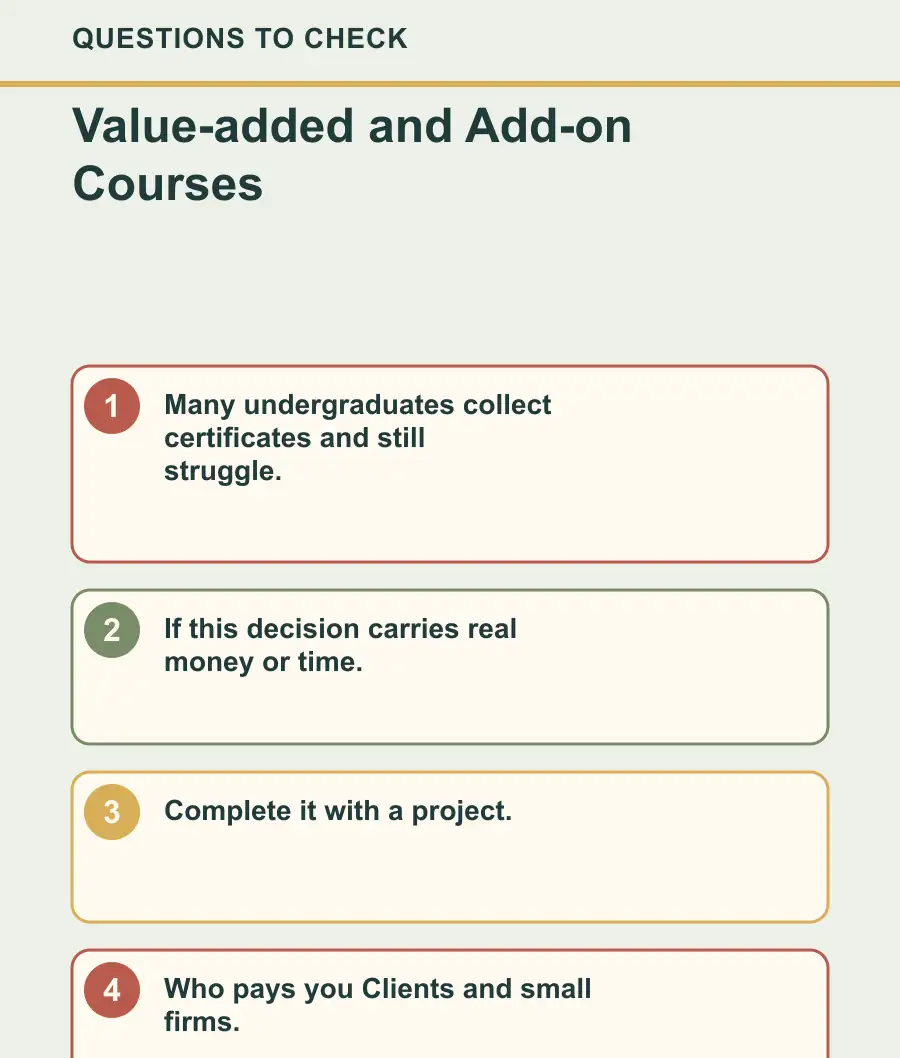 QUESTIONS TO CHECK
Value-added and Add-on
Courses
1
Many undergraduates collect
certificates and still
struggle.
2
If this decision carries real
money or time.
3
Complete it with a project.
4
Who pays you Clients and small
firms.